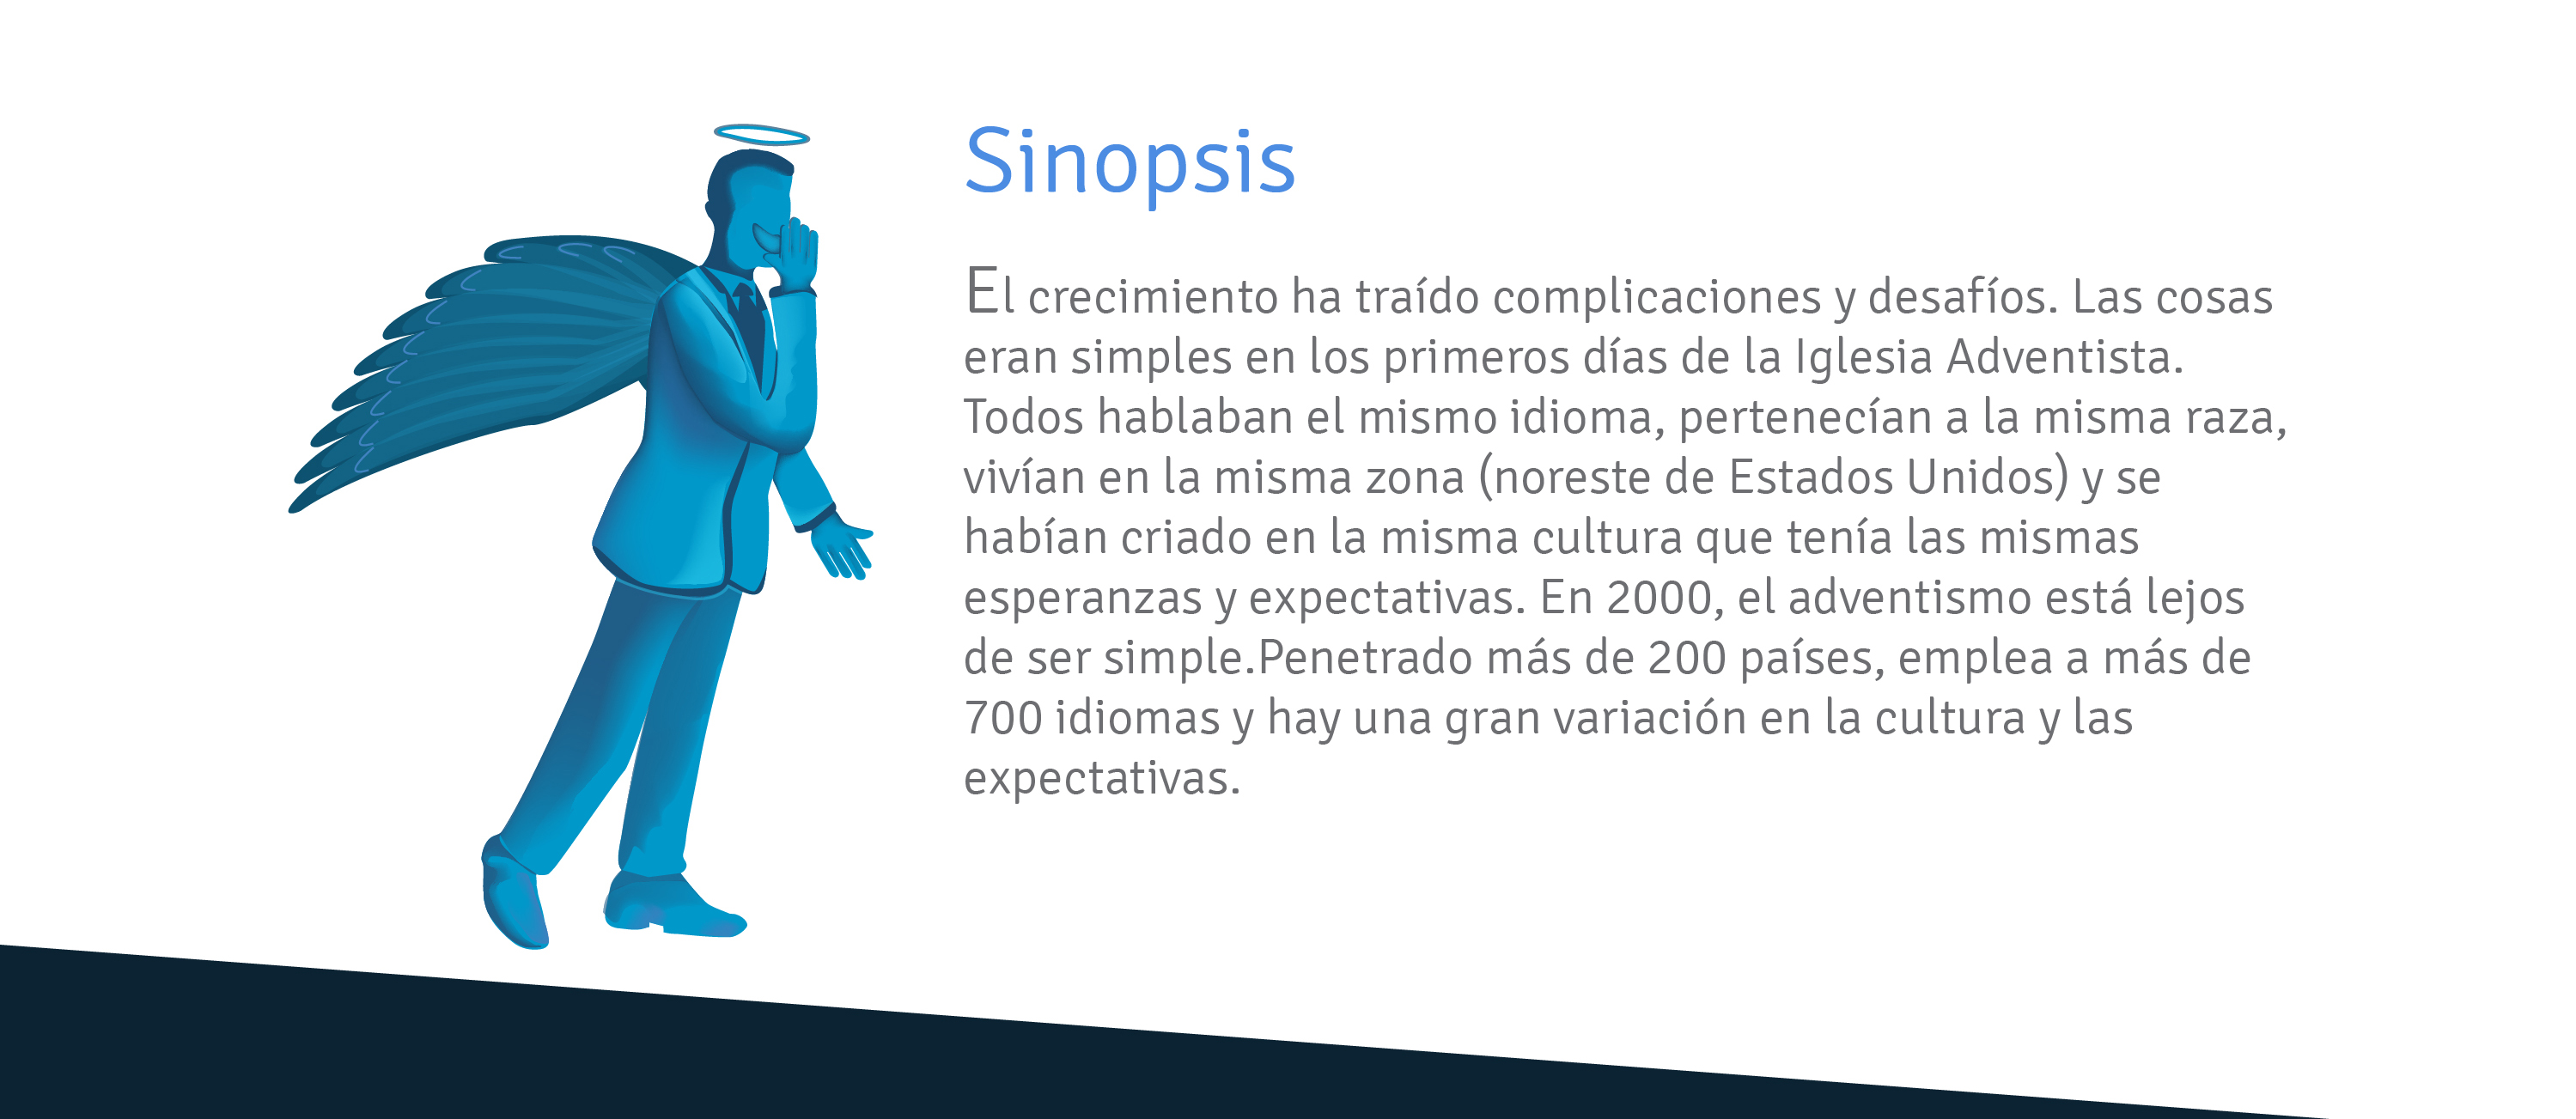 Sinopsis
El crecimiento ha traído complicaciones y desafíos. Las cosas
eran simples en los primeros días de la Iglesia Adventista.
Todos hablaban el mismo idioma, pertenecían a la misma raza,
vivían en la misma zona (noreste de Estados Unidos) y se
habían criado en la misma cultura que tenía las mismas
esperanzas y expectativas. En 2000, el adventismo está lejos
de ser simple.Penetrado más de 200 países, emplea a más de
700 idiomas y hay una gran variación en la cultura y las
expectativas.